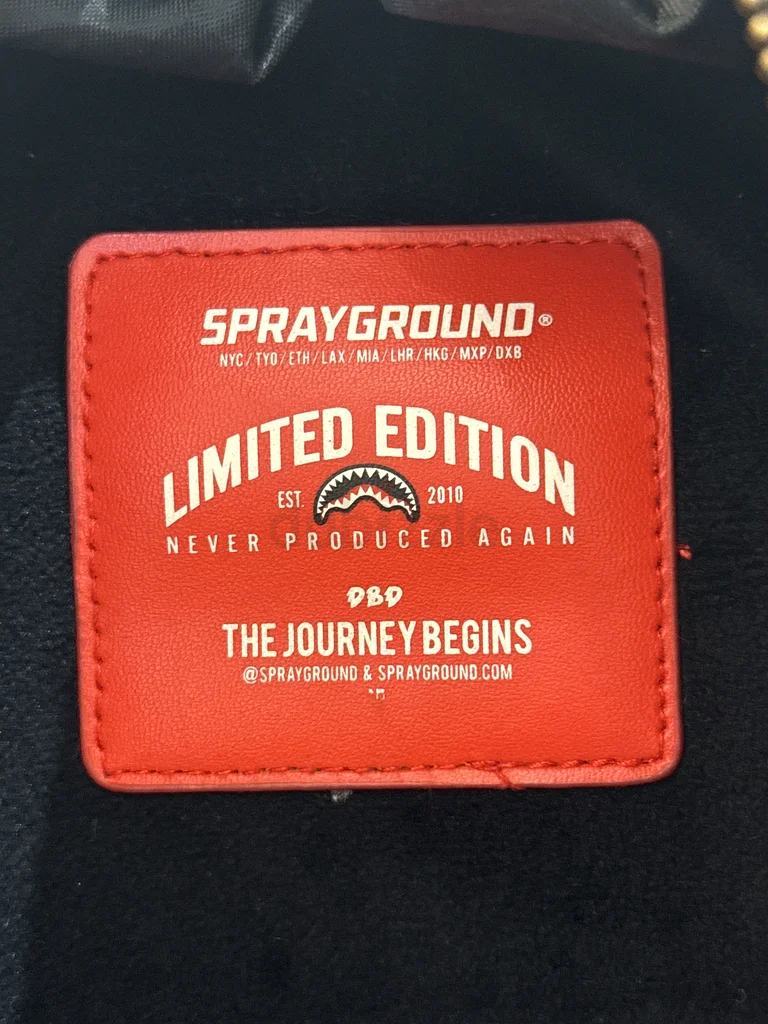 SPRAYGROUND®
NYC/TYO/ETH/LAX/MIA/LHR/HKG/MXP/DXB
LIMITED EDITION
EST. 2010
NEVER PRODUCED AGAIN
DBD
THE JOURNEY BEGINS
@SPRAYGROUND & SPRAYGROUND.COM